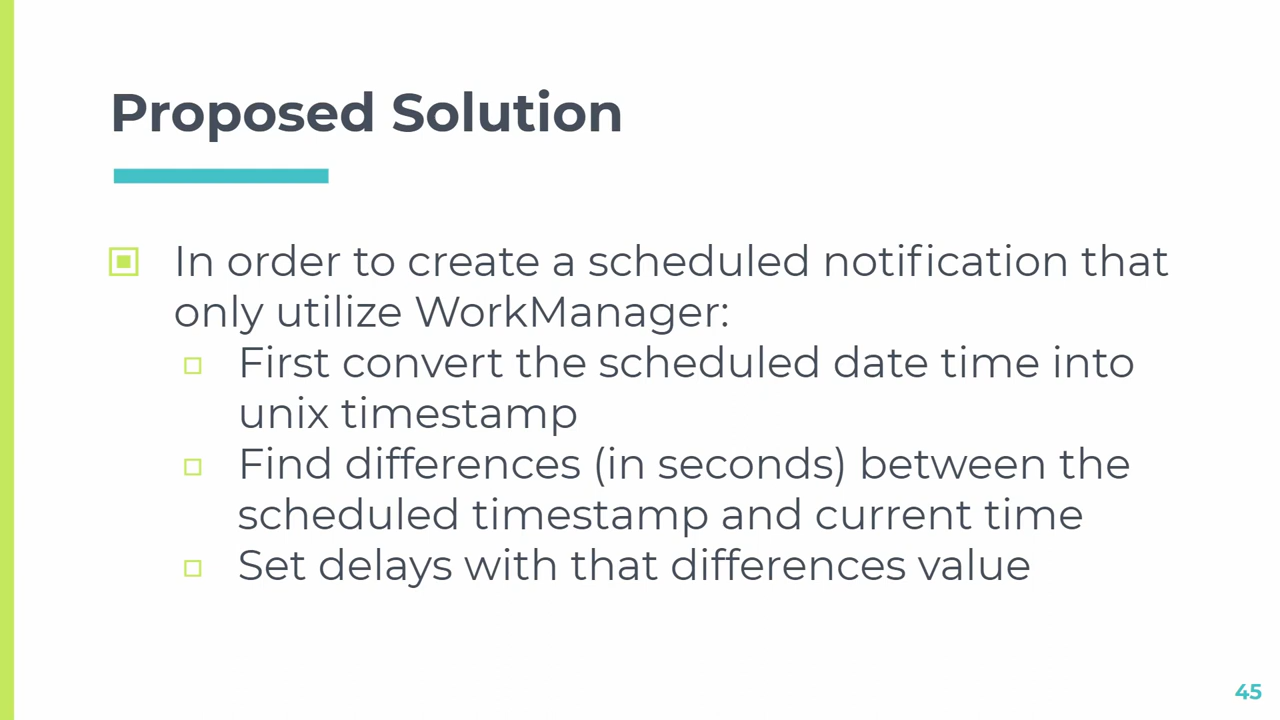 Proposed Solution
In order to create a scheduled notification that
only utilize WorkManager:
First convert the scheduled date time into
unix timestamp
Find differences (in seconds) between the
scheduled timestamp and current time
Set delays with that differences value
45